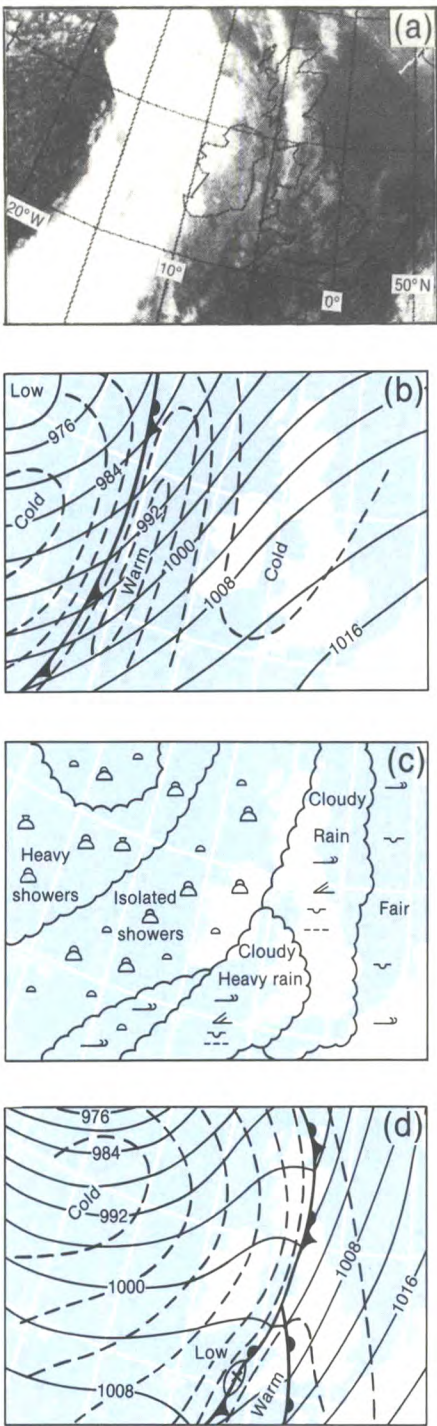 (a)
20°W
10°
0°
50°N
(b)
Low
976
984
Cold
992
Warm
1000
1008
Cold
1016
(c)
Cloudy
Rain
Heavy
showers
Isolated
showers
Fair
Cloudy
Heavy rain
(d)
976
984
Cold
992
1000
1008
1016
Low
1008
Warm